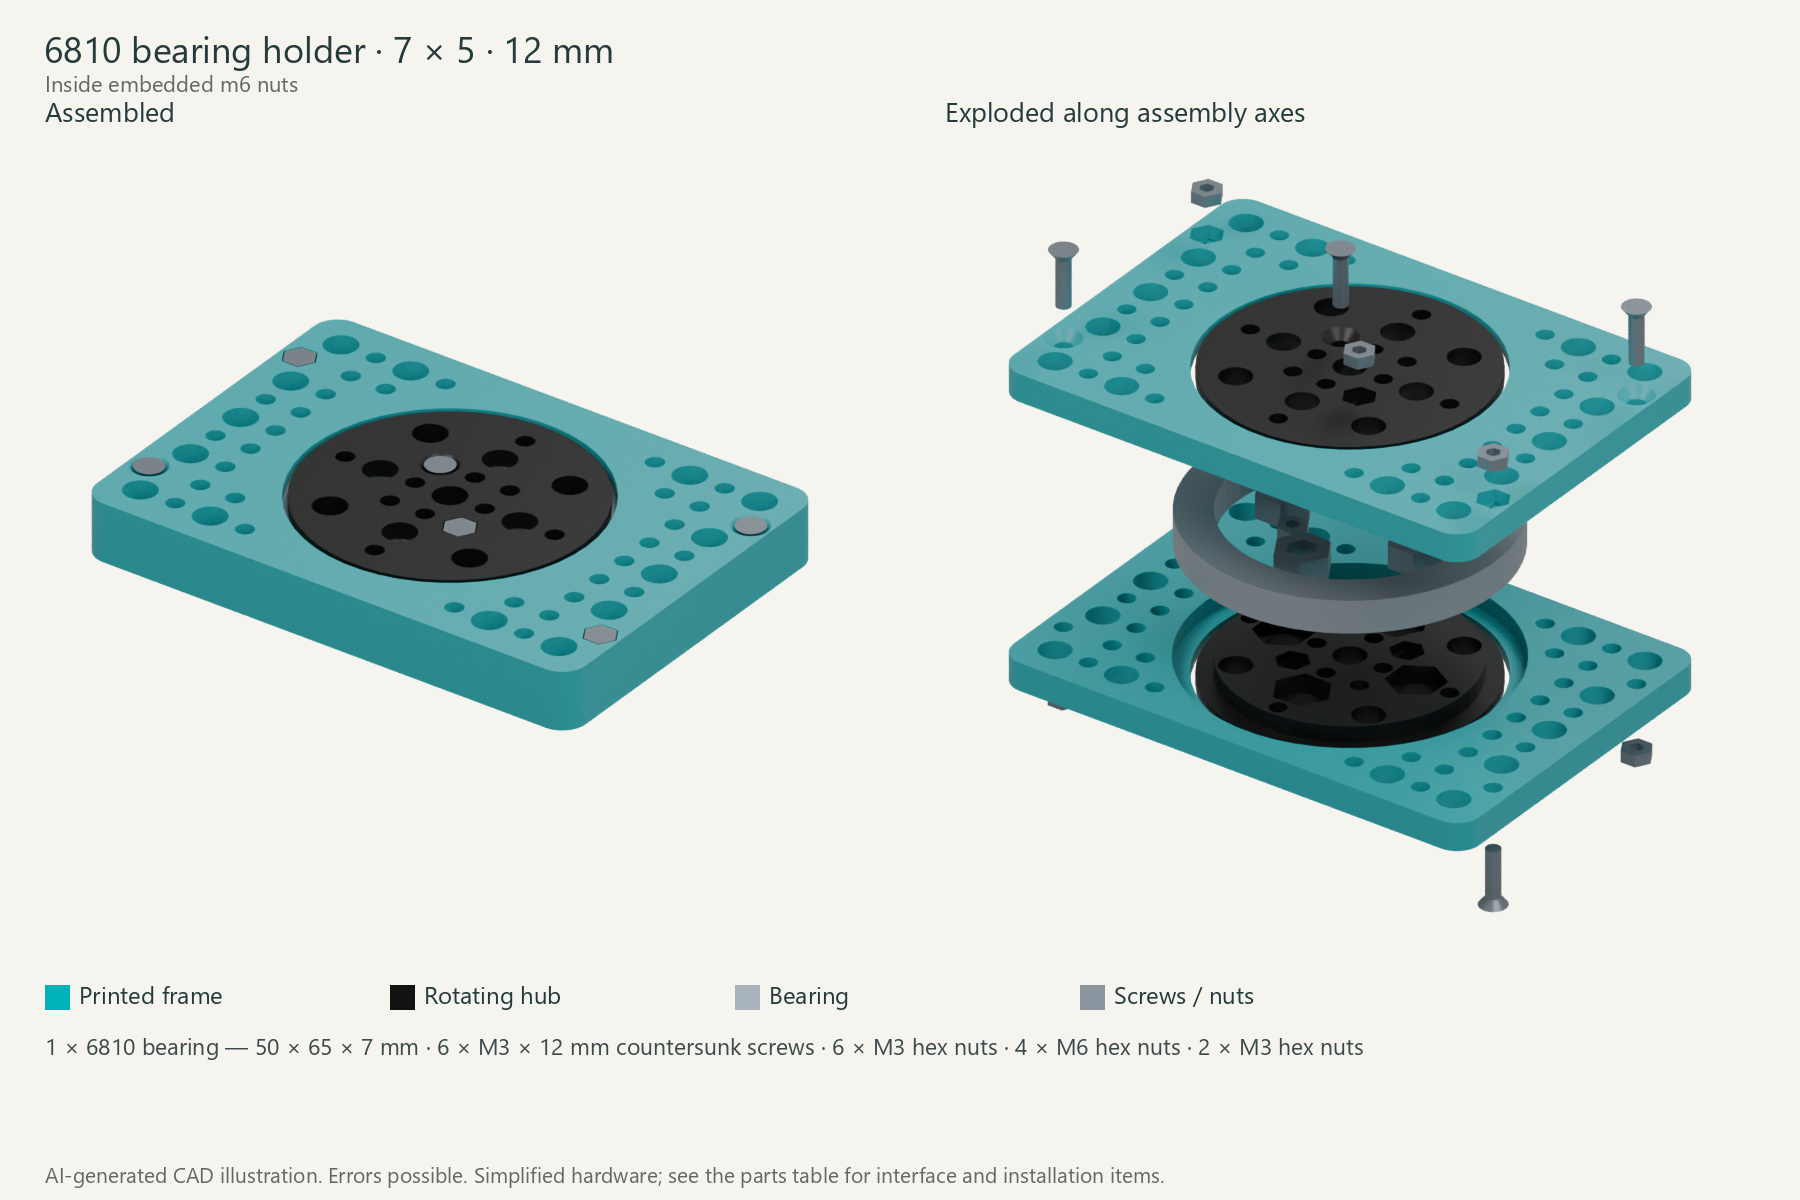 6810 bearing holder · 7 × 5 · 12 mm
Inside embedded m6 nuts
Assembled
Exploded along assembly axes
Printed frame
Rotating hub
Bearing
Screws / nuts
1 × 6810 bearing — 50 × 65 × 7 mm · 6 × M3 × 12 mm countersunk screws · 6 × M3 hex nuts · 4 × M6 hex nuts · 2 × M3 hex nuts
AI-generated CAD illustration. Errors possible. Simplified hardware; see the parts table for interface and installation items.